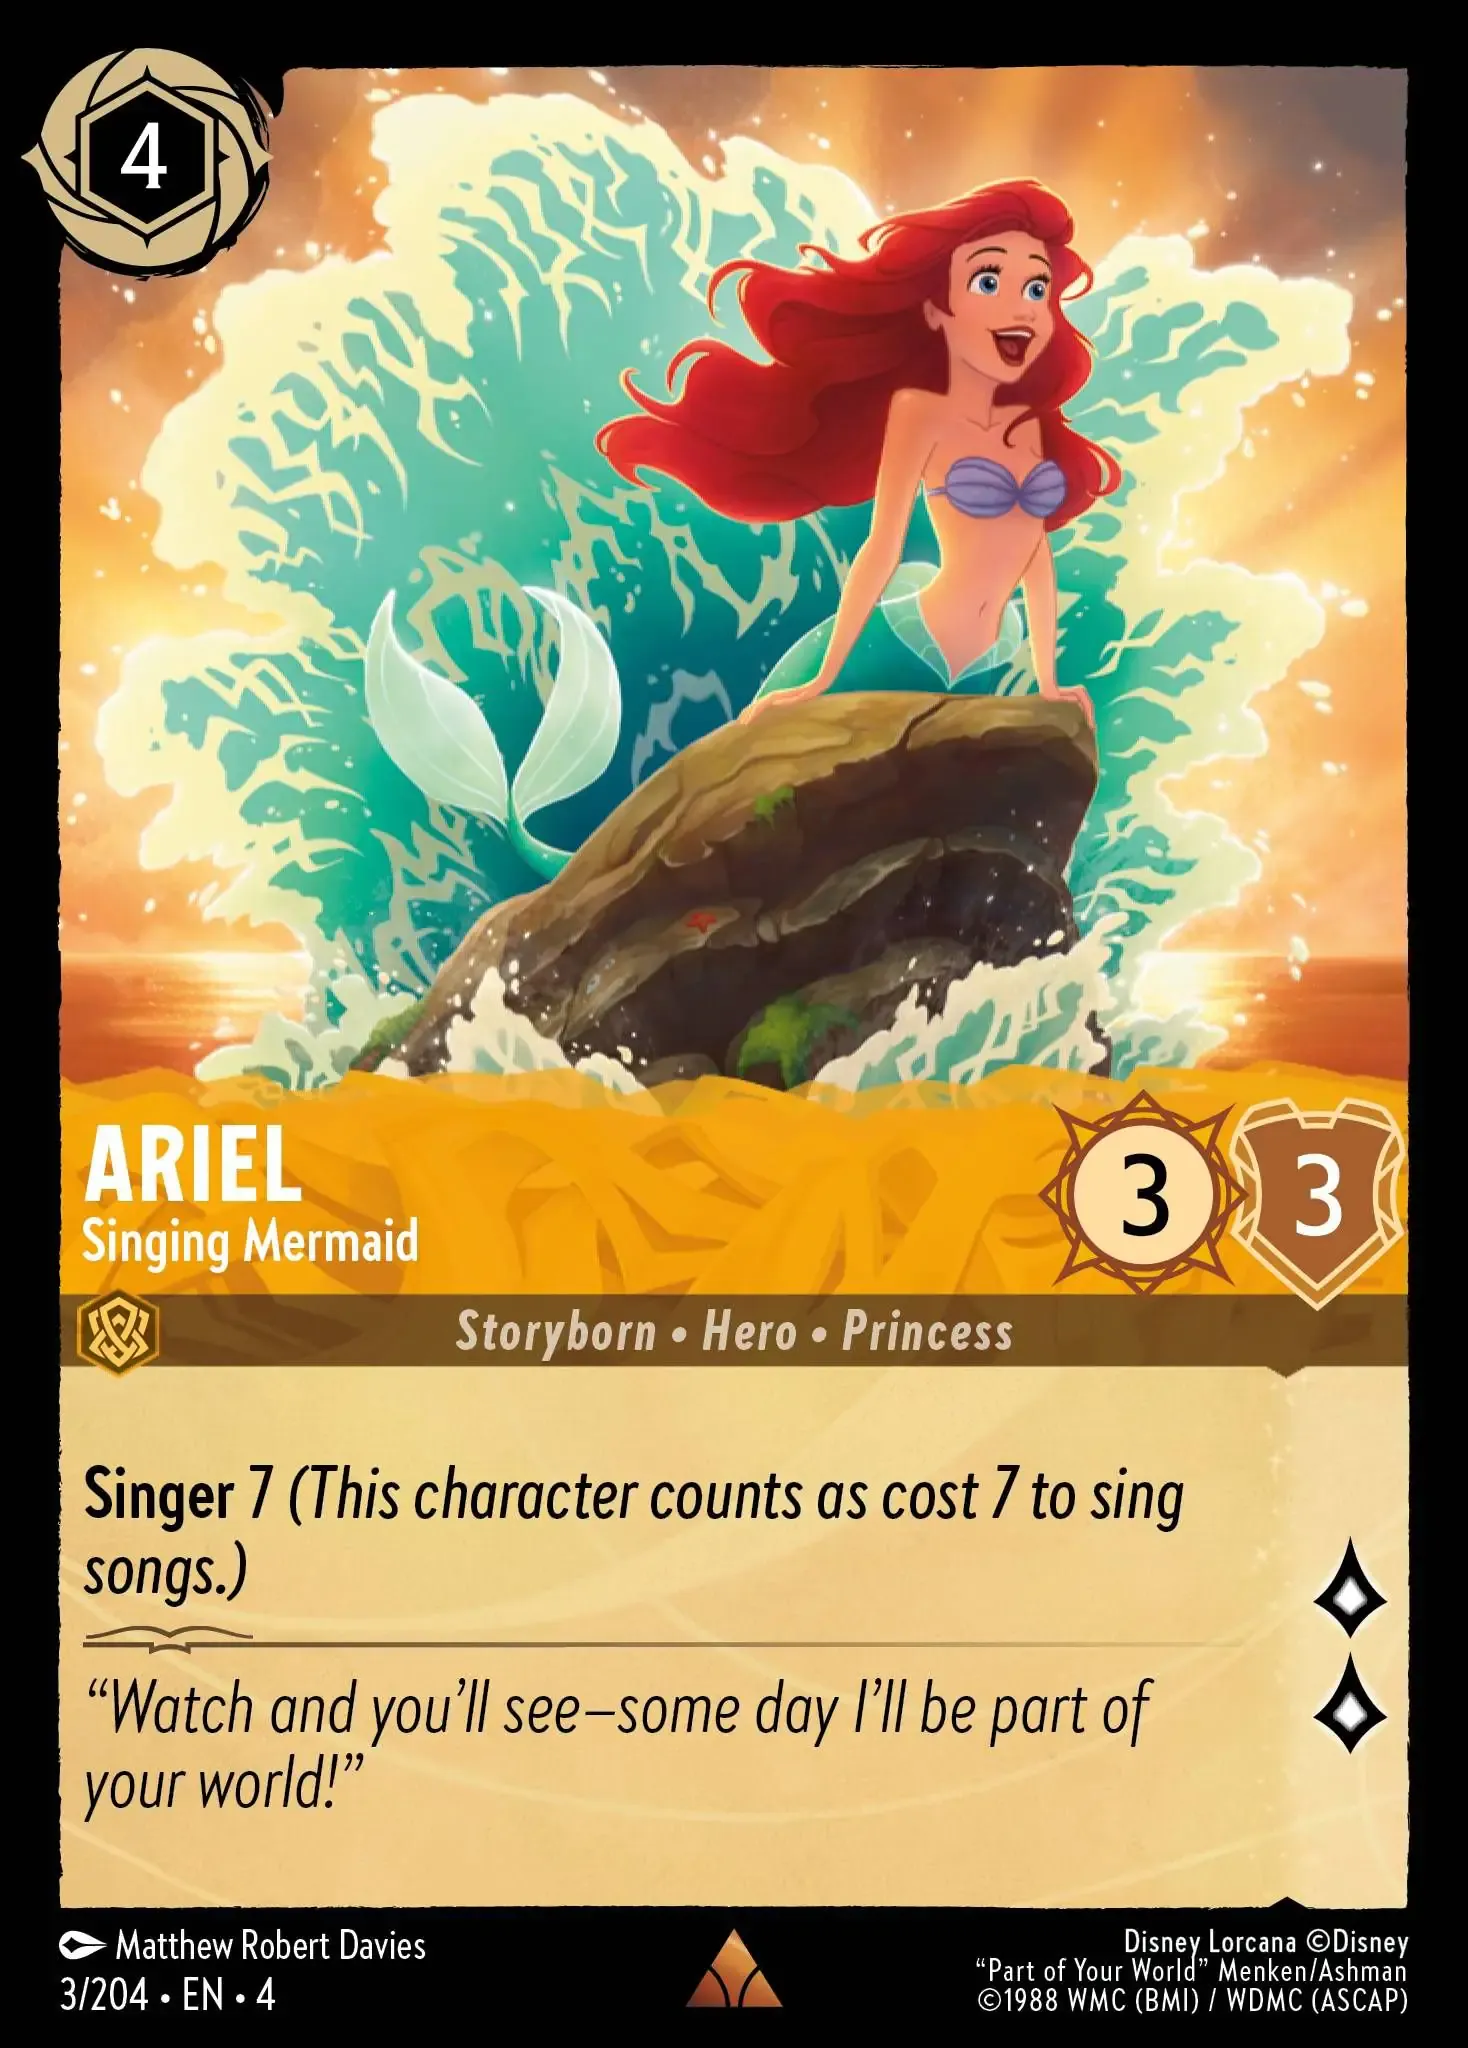 4
ARIEL
Singing Mermaid
3
3
Storyborn • Hero • Princess
Singer 7 (This character counts as cost 7 to sing
songs.)
“Watch and you’ll see–some day I’ll be part of
your world!”
Matthew Robert Davies
3/204 • EN • 4
Disney Lorcana ©Disney
“Part of Your World” Menken/Ashman
©1988 WMC (BMI) / WDMC (ASCAP)